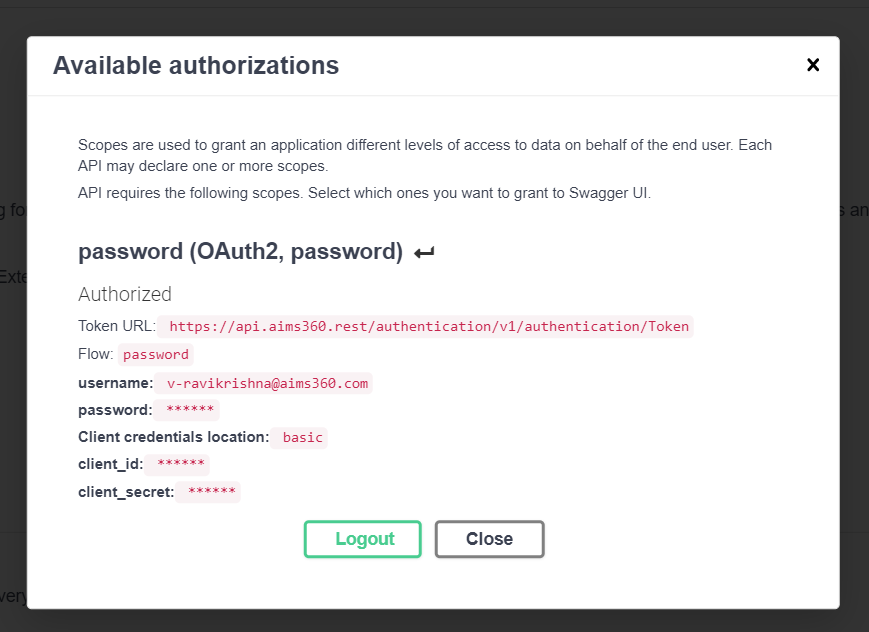 Available authorizations
Scopes are used to grant an application different levels of access to data on behalf of the end user. Each
API may declare one or more scopes.
API requires the following scopes. Select which ones you want to grant to Swagger UI.
password (OAuth2, password)
Authorized
Token URL: https://api.aims360.rest/authentication/v1/authentication/Token
Flow: password
username: v-ravikrishna@aims360.com
password: ******
Client credentials location: basic
client_id: ******
client_secret: ******
Logout Close